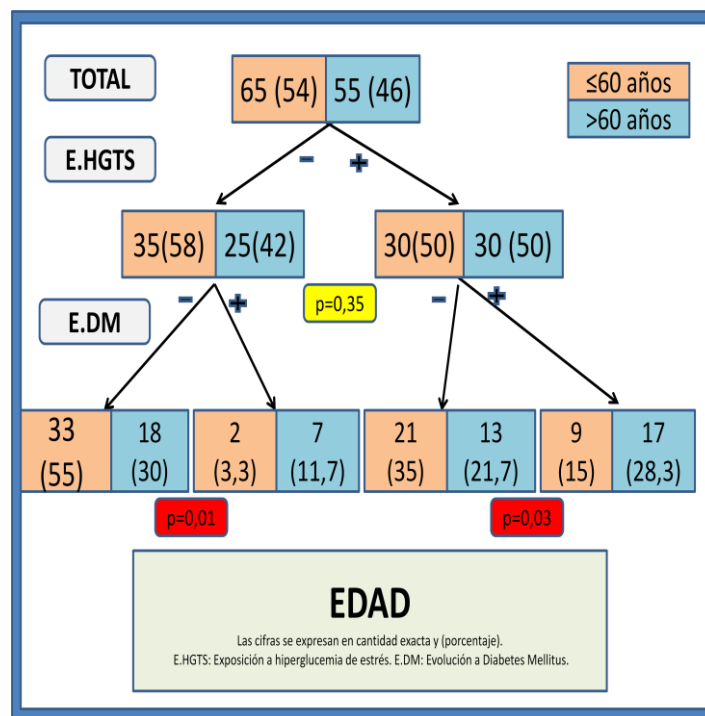 TOTAL
65 (54) 55 (46)
≤60 años
>60 años
E.HGTS
– +
35(58) 25(42) 30(50) 30 (50)
– + p=0,35 – +
E.DM
33 18 2 7 21 13 9 17
(55) (30) (3,3) (11,7) (35) (21,7) (15) (28,3)
p=0,01 p=0,03
EDAD
Las cifras se expresan en cantidad exacta y (porcentaje).
E.HGTS: Exposición a hiperglucemia de estrés. E.DM: Evolución a Diabetes Mellitus.